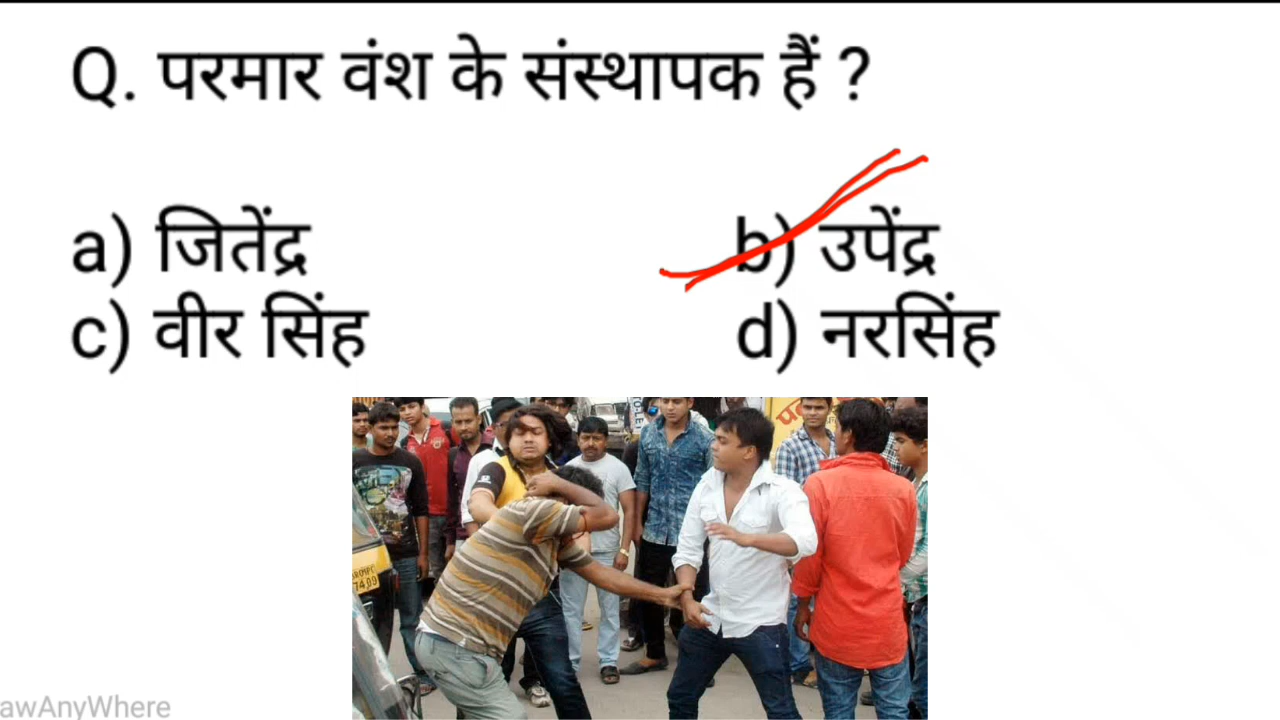 Q. परमार वंश के संस्थापक हैं ?
a) जितेंद्र
b) उपेंद्र
c) वीर सिंह
d) नरसिंह
awAnyWhere